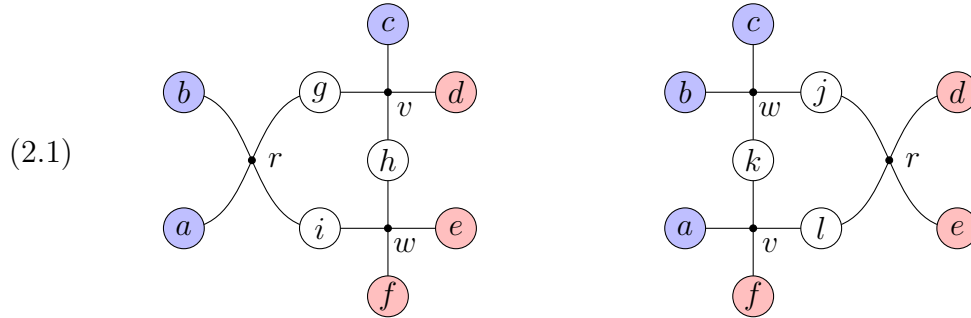 c c
b g d b j d
v w
(2.1) r h k r
a i e a l e
w v
f f